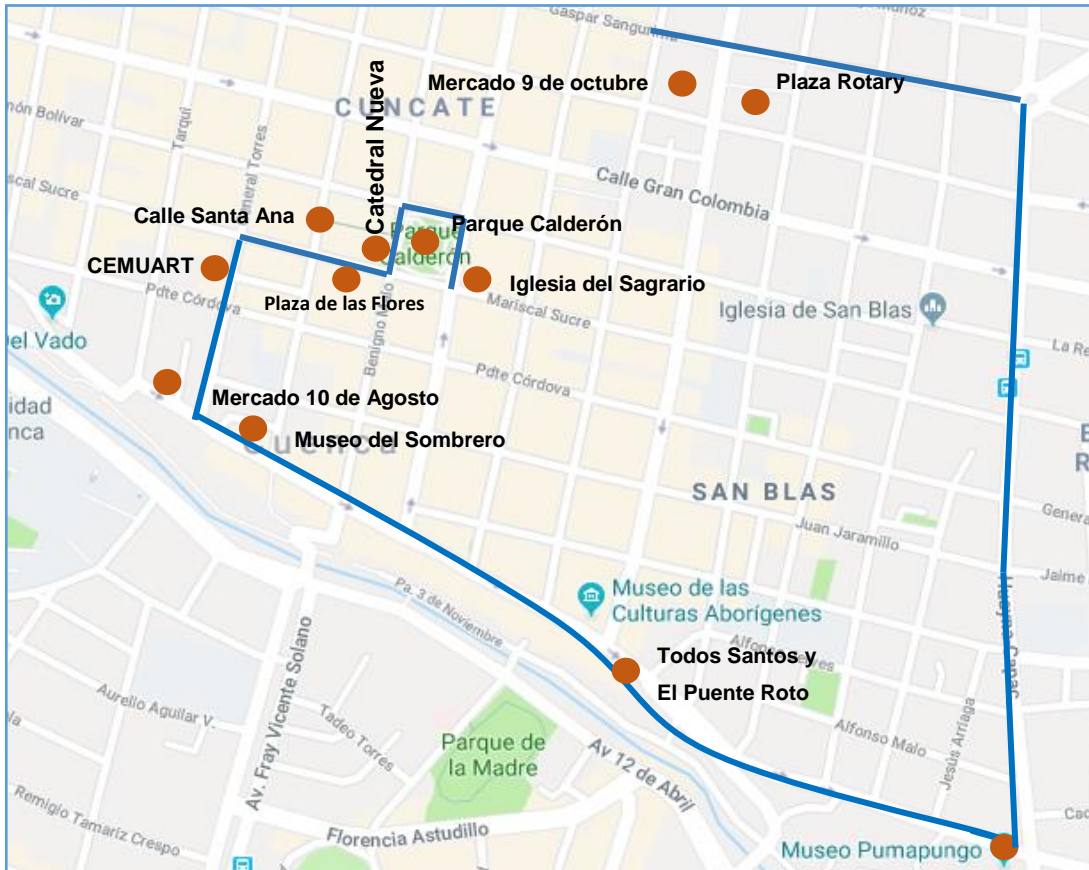 Gaspar Sangurima
Mercado 9 de octubre
Plaza Rotary
CUNCATE
Catedral Nueva
món Bolívar
Tarqui
General Torres
Calle Gran Colombia
scal Sucre
Calle Santa Ana
Parque Calderón
Parque
Calderón
CEMUART
Iglesia del Sagrario
Plaza de las Flores
Pdte Córdova
Benigno Malo
Mariscal Sucre
Iglesia de San Blas
Del Vado
La Re
Pdte Córdova
idad
enca
Mercado 10 de Agosto
Museo del Sombrero
Cuenca
E
R
SAN BLAS
Genera
Juan Jaramillo
Jaime
Huayna Capac
Museo de las
Culturas Aborígenes
Pa. 3 de Noviembre
Todos Santos y
El Puente Roto
Av. Fray Vicente Solano
Aurelio Aguilar V.
Tadeo Torres
Parque de
la Madre
Av 12 de Abril
Alfonso Malo
Jesús Arriaga
ola
Remigio Tamariz Crespo
Florencia Astudillo
Museo Pumapungo